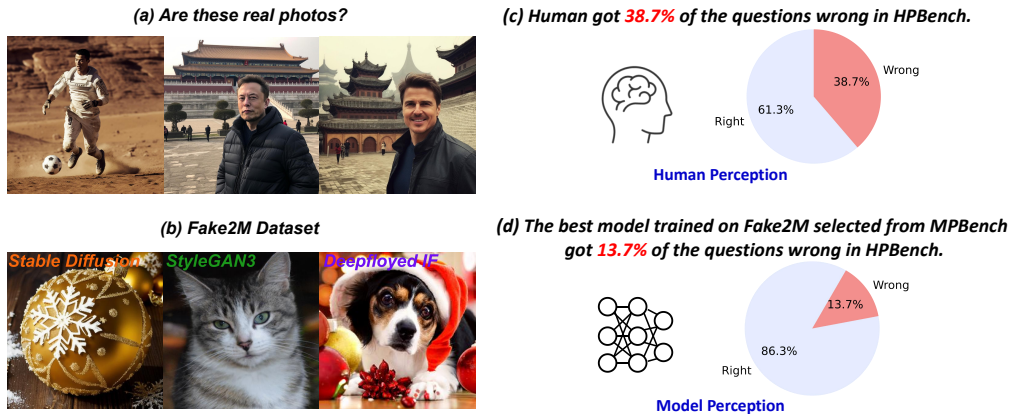 (a) Are these real photos?
(b) Fake2M Dataset
Stable Diffusion
StyleGAN3
Deepfloyed IF
(c) Human got 38.7% of the questions wrong in HPBench.
Wrong
38.7%
61.3%
Right
Human Perception
(d) The best model trained on Fake2M selected from MPBench
got 13.7% of the questions wrong in HPBench.
Wrong
13.7%
86.3%
Right
Model Perception